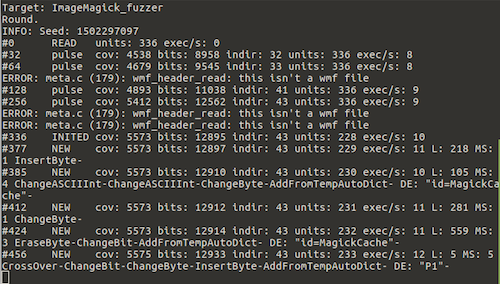 Target: ImageMagick_fuzzer
Round.
INFO: Seed: 1502297097
#0 READ units: 336 exec/s: 0
#32 pulse cov: 4538 bits: 8958 indir: 32 units: 336 exec/s: 8
#64 pulse cov: 4679 bits: 9545 indir: 33 units: 336 exec/s: 8
ERROR: meta.c (179): wmf_header_read: this isn't a wmf file
#128 pulse cov: 4893 bits: 11038 indir: 41 units: 336 exec/s: 9
#256 pulse cov: 5412 bits: 12562 indir: 43 units: 336 exec/s: 9
ERROR: meta.c (179): wmf_header_read: this isn't a wmf file
ERROR: meta.c (179): wmf_header_read: this isn't a wmf file
#336 INITED cov: 5573 bits: 12895 indir: 43 units: 228 exec/s: 10
#377 NEW cov: 5573 bits: 12897 indir: 43 units: 229 exec/s: 11 L: 218 MS:
1 InsertByte-
#385 NEW cov: 5573 bits: 12910 indir: 43 units: 230 exec/s: 10 L: 105 MS:
4 ChangeASCIIInt-ChangeASCIIInt-ChangeByte-AddFromTempAutoDict- DE: "id=MagickCa
che"-
#412 NEW cov: 5573 bits: 12912 indir: 43 units: 231 exec/s: 11 L: 281 MS:
1 ChangeByte-
#424 NEW cov: 5573 bits: 12914 indir: 43 units: 232 exec/s: 11 L: 559 MS:
3 EraseByte-ChangeBit-AddFromTempAutoDict- DE: "id=MagickCache"-
#456 NEW cov: 5575 bits: 12933 indir: 43 units: 233 exec/s: 12 L: 5 MS: 5
CrossOver-ChangeBit-ChangeByte-InsertByte-AddFromTempAutoDict- DE: "P1"-